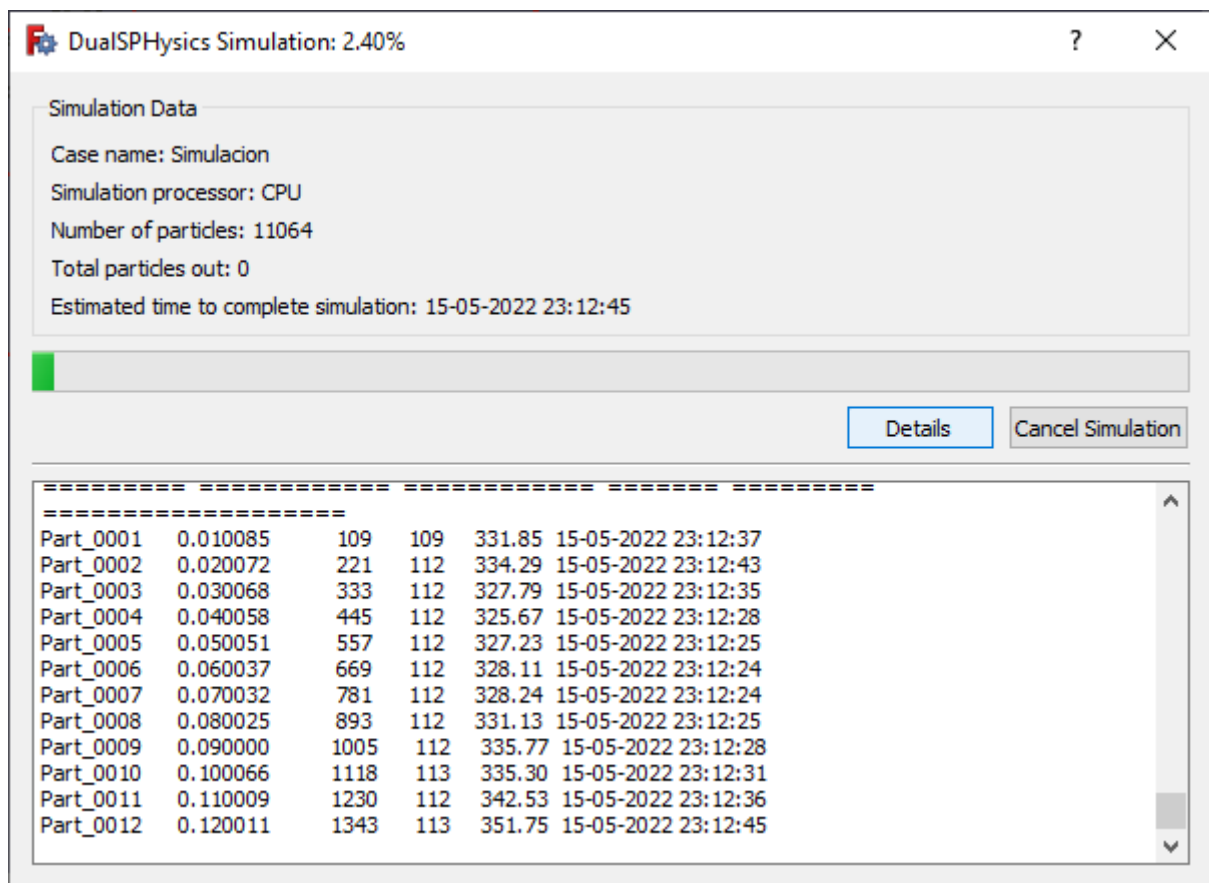 DualSPHysics Simulation: 2.40% ? ×
Simulation Data
Case name: Simulacion
Simulation processor: CPU
Number of particles: 11064
Total particles out: 0
Estimated time to complete simulation: 15-05-2022 23:12:45
Details Cancel Simulation
========= ============ ============ ======= =========
===================
Part_0001 0.010085 109 109 331.85 15-05-2022 23:12:37
Part_0002 0.020072 221 112 334.29 15-05-2022 23:12:43
Part_0003 0.030068 333 112 327.79 15-05-2022 23:12:35
Part_0004 0.040058 445 112 325.67 15-05-2022 23:12:28
Part_0005 0.050051 557 112 327.23 15-05-2022 23:12:25
Part_0006 0.060037 669 112 328.11 15-05-2022 23:12:24
Part_0007 0.070032 781 112 328.24 15-05-2022 23:12:24
Part_0008 0.080025 893 112 331.13 15-05-2022 23:12:25
Part_0009 0.090000 1005 112 335.77 15-05-2022 23:12:28
Part_0010 0.100066 1118 113 335.30 15-05-2022 23:12:31
Part_0011 0.110009 1230 112 342.53 15-05-2022 23:12:36
Part_0012 0.120011 1343 113 351.75 15-05-2022 23:12:45